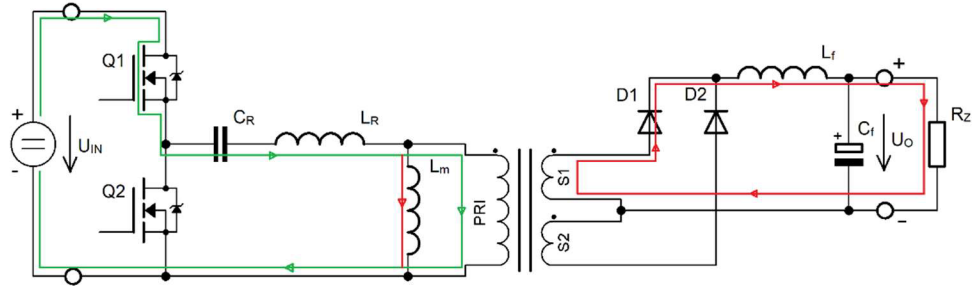 Q1
+
U_IN
-
Q2
C_R
L_R
L_m
PRI
S1
S2
D1
D2
L_f
+
C_f
+
U_O
-
R_Z